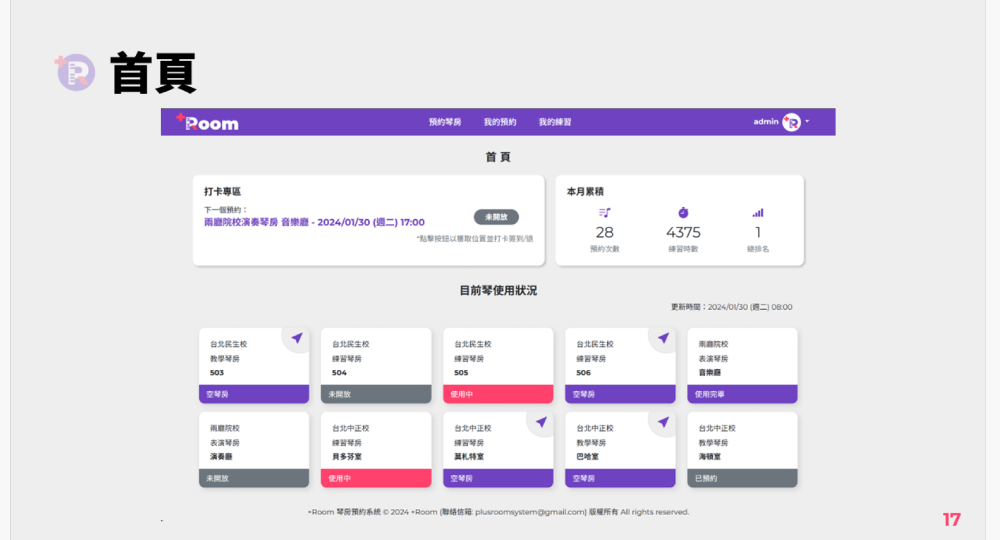 首頁
+Room
預約琴房 我的預約 我的練習
admin
首頁
打卡專區
下一個預約：
兩廳院校演奏琴房 音樂廳 - 2024/01/30 (週二) 17:00
未開放
*點擊按鈕以獲取位置並打卡簽到/退
本月累積
28 4375 1
預約次數 練習時數 總排名
目前琴使用狀況
更新時間：2024/01/30 (週二) 08:00
台北民生校
教學琴房
503
空琴房
台北民生校
練習琴房
504
未開放
台北民生校
練習琴房
505
使用中
台北民生校
練習琴房
506
空琴房
兩廳院校
表演琴房
音樂廳
使用完畢
兩廳院校
表演琴房
演奏廳
未開放
台北中正校
練習琴房
貝多芬室
使用中
台北中正校
練習琴房
莫札特室
空琴房
台北中正校
教學琴房
巴哈室
空琴房
台北中正校
教學琴房
海頓室
已預約
+Room 琴房預約系統 © 2024 +Room (聯絡信箱: plusroomsystem@gmail.com) 版權所有 All rights reserved.
17